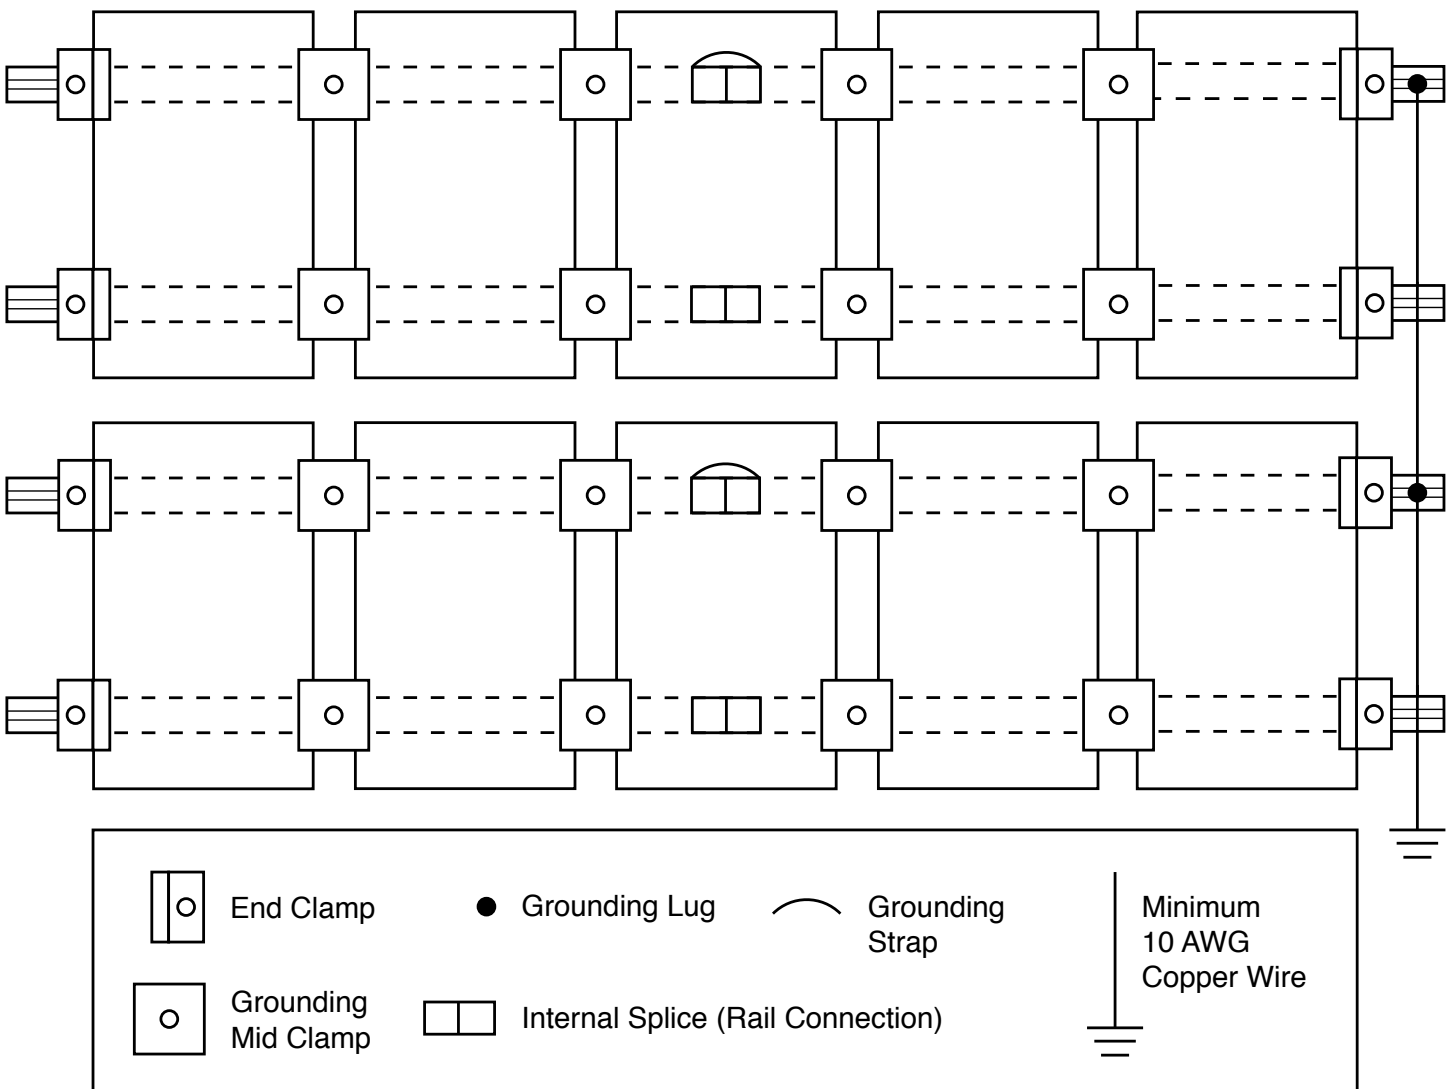 End Clamp
Grounding Lug
Grounding
Strap
Minimum
10 AWG
Copper Wire
Grounding
Mid Clamp
Internal Splice (Rail Connection)